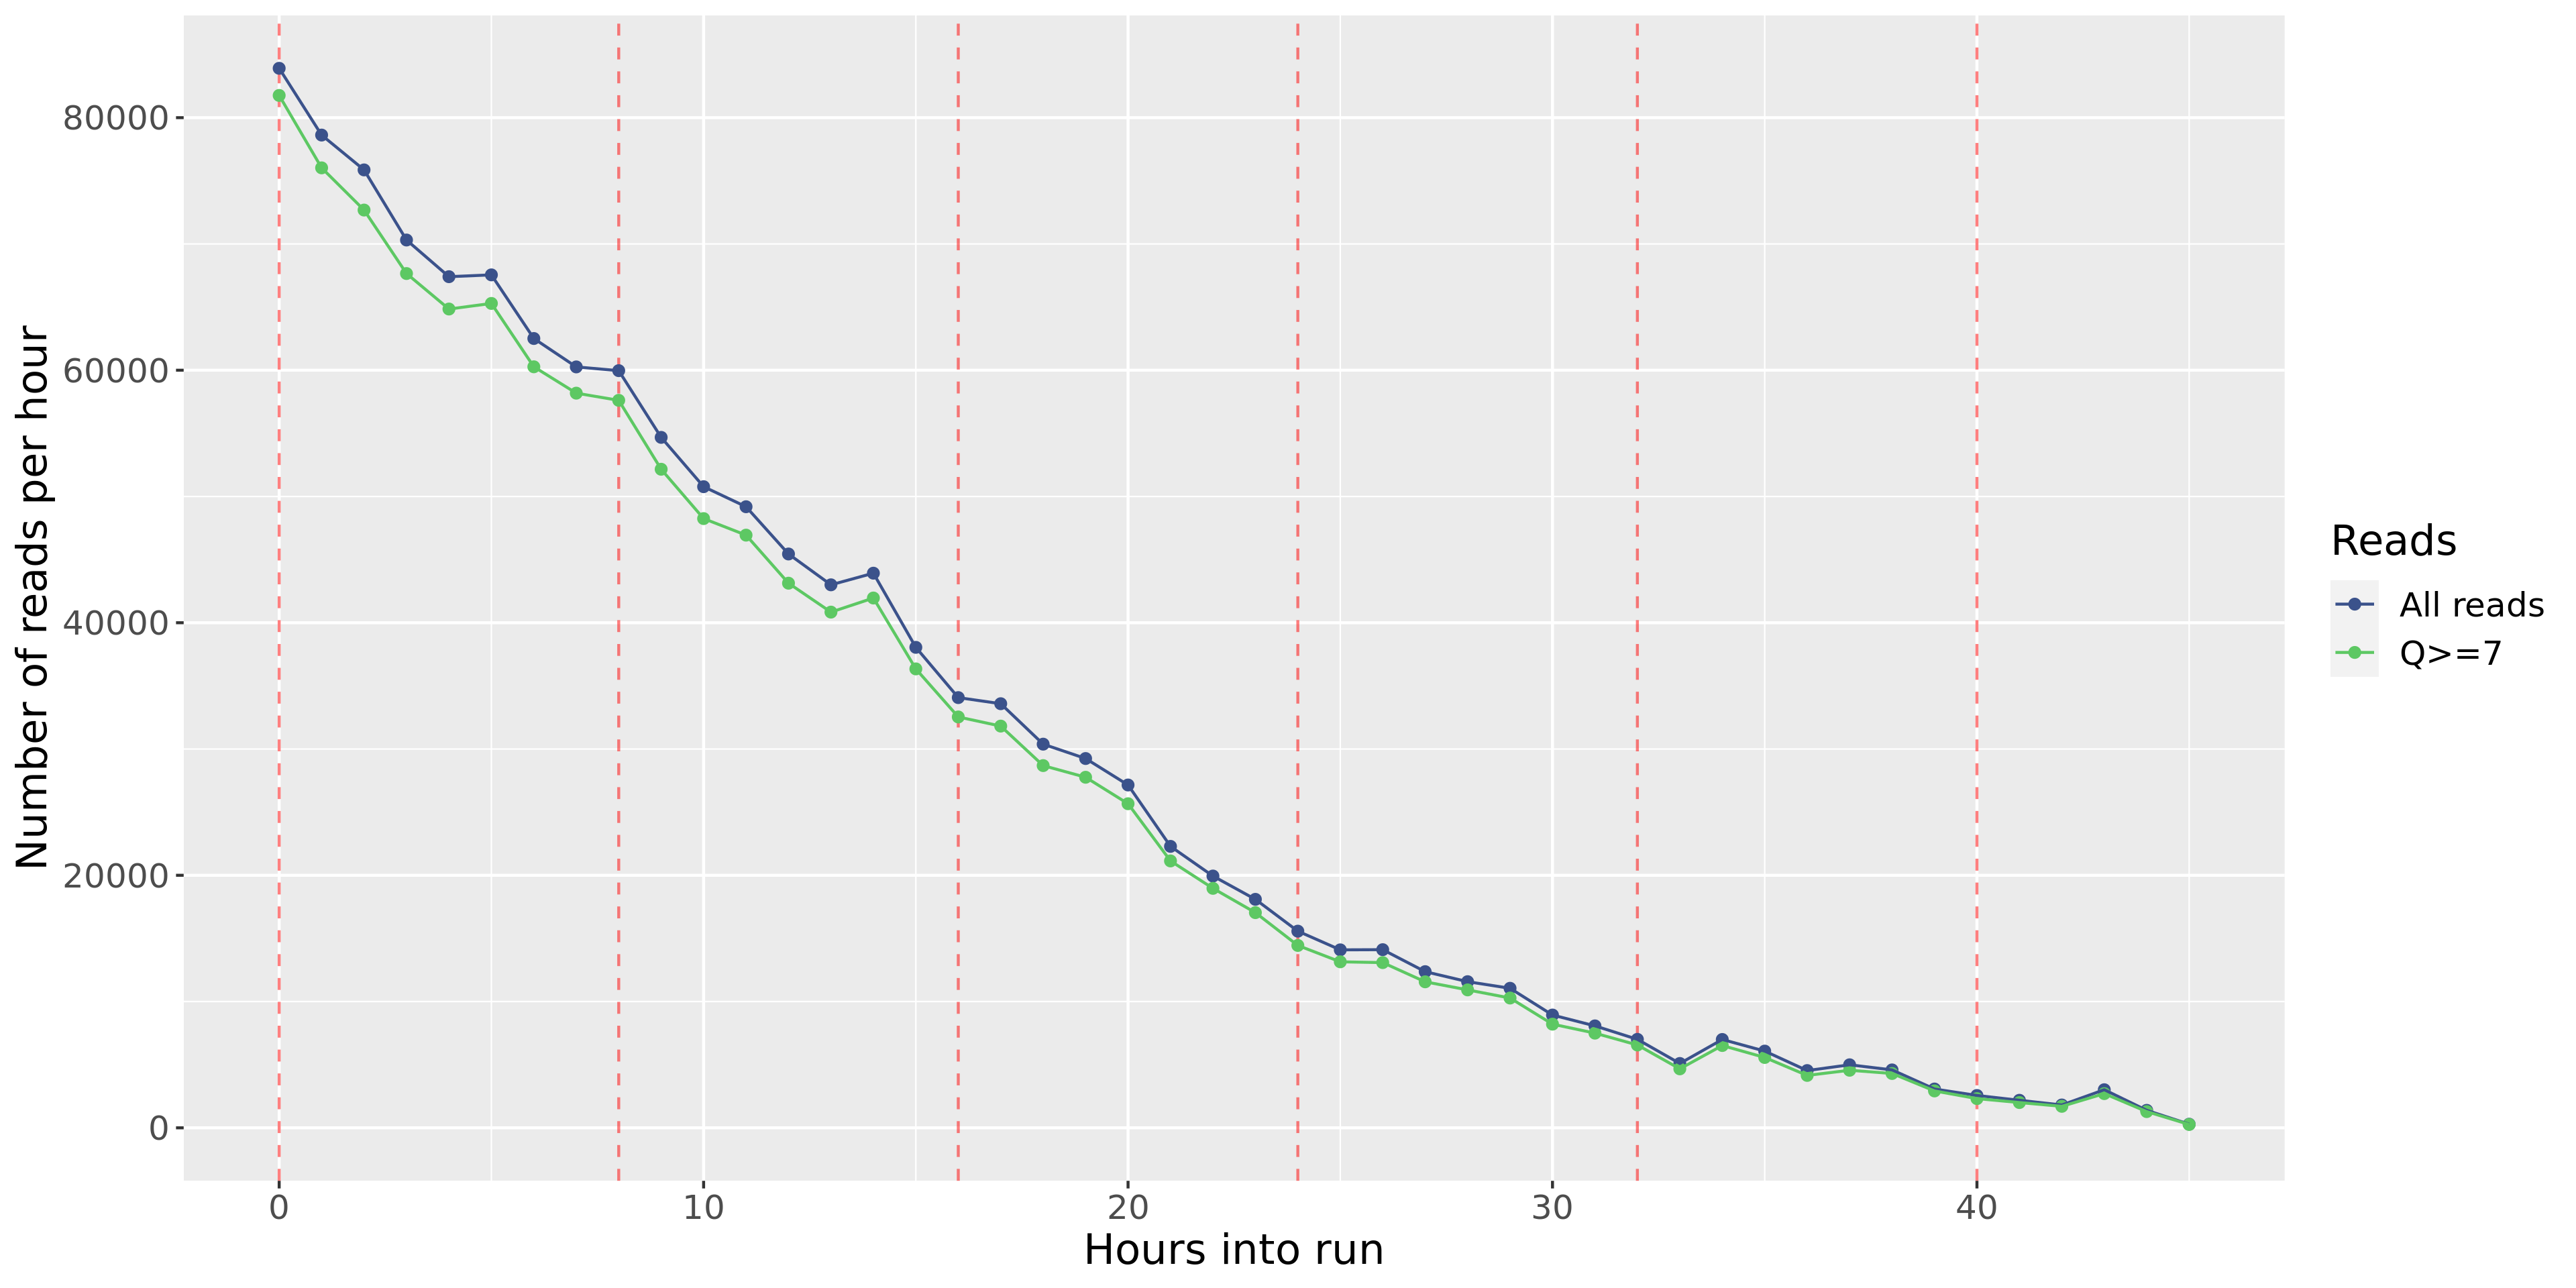 Number of reads per hour
80000
60000
40000
20000
0
0 10 20 30 40
Hours into run
Reads
All reads
Q>=7